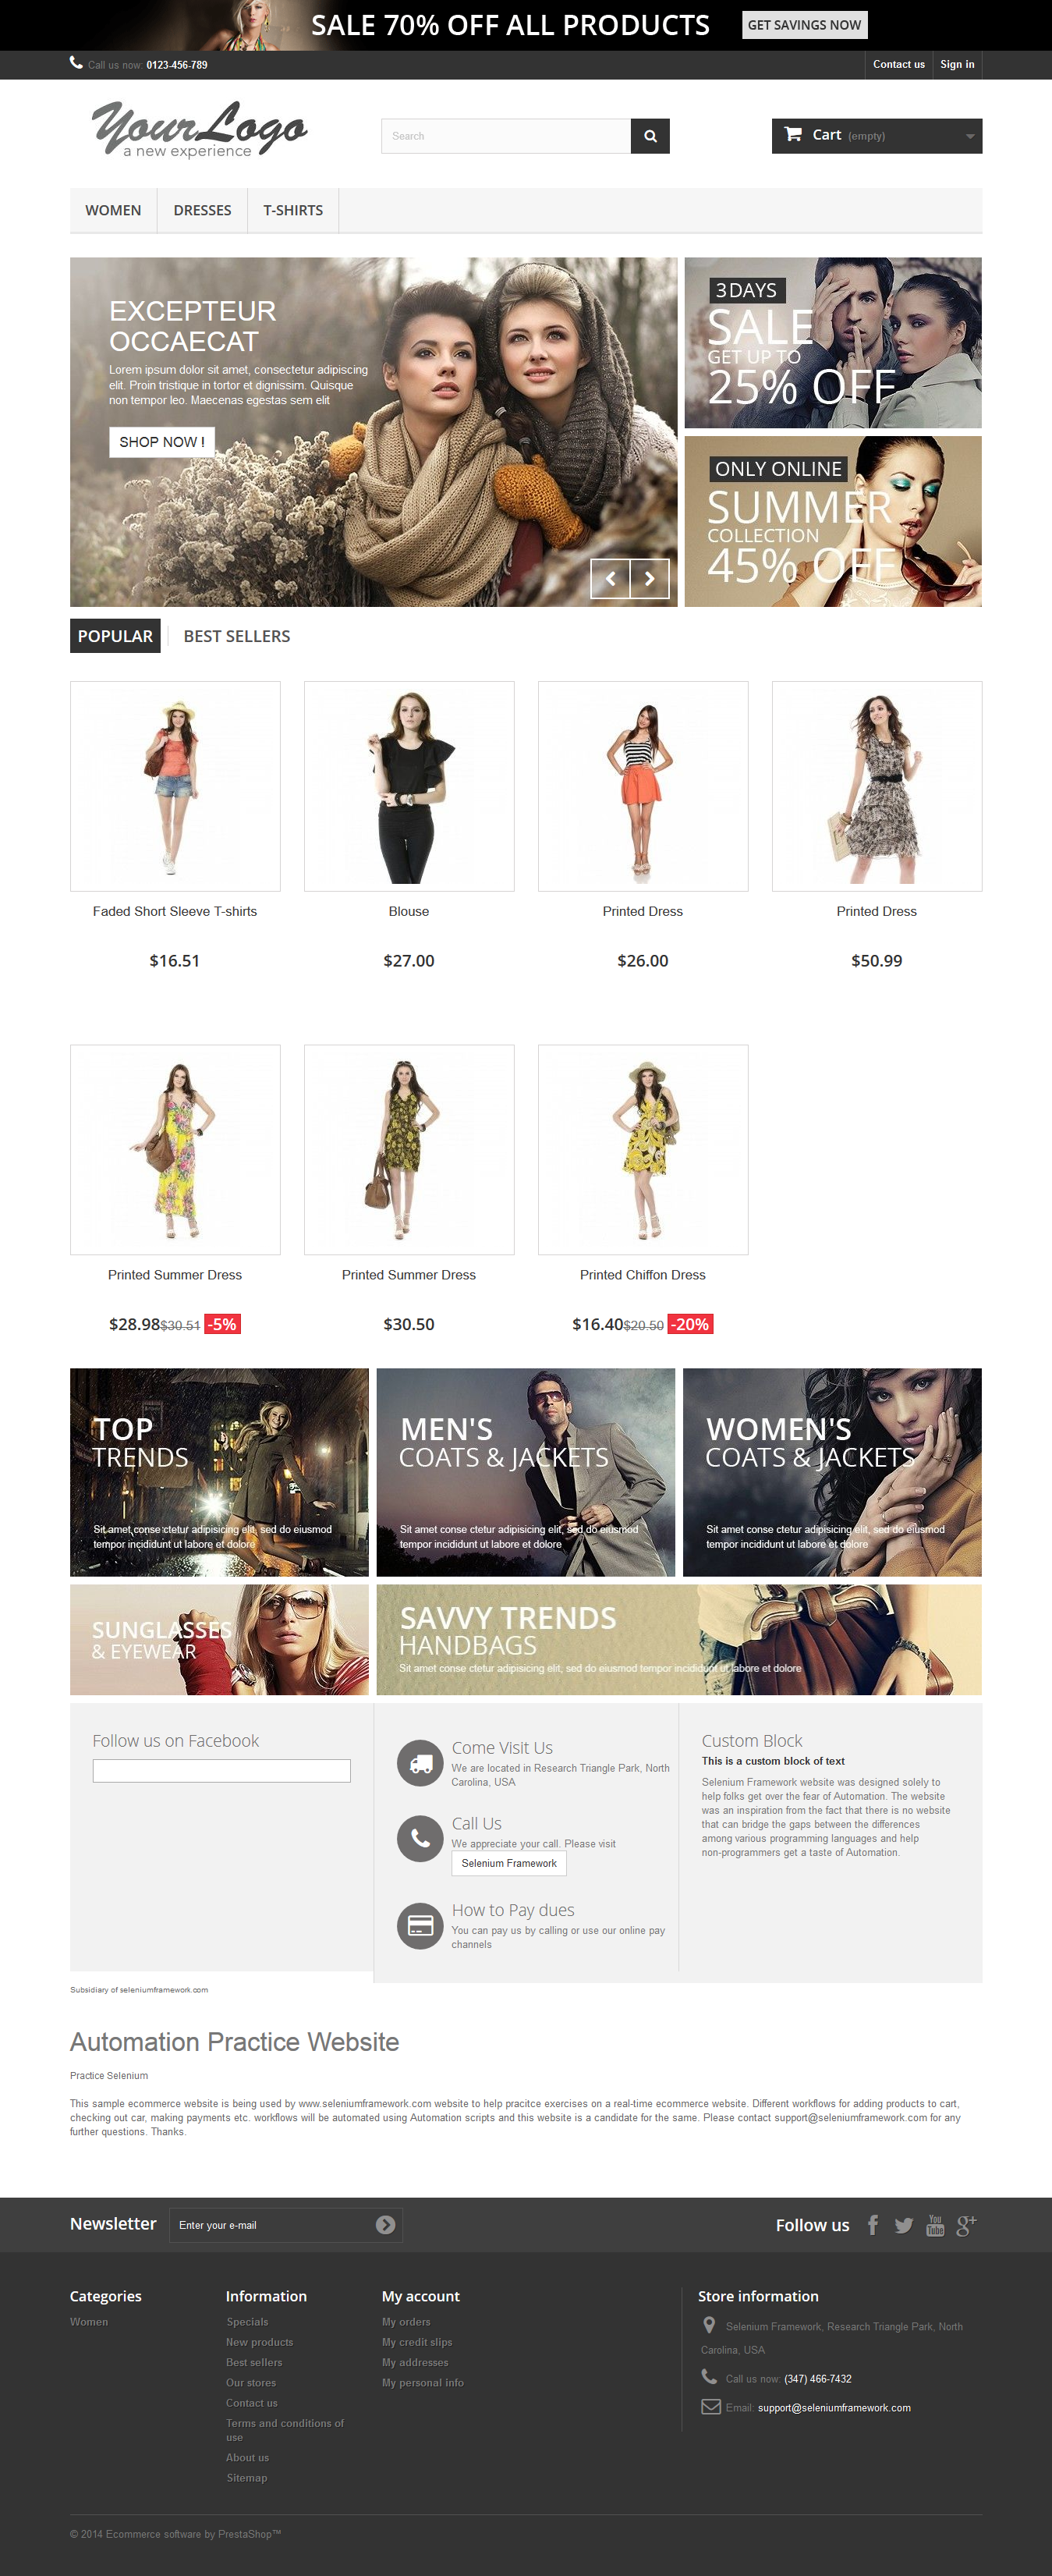 SALE 70% OFF ALL PRODUCTS GET SAVINGS NOW
Call us now: 0123-456-789 Contact us Sign in
YourLogo
a new experience
Search
Cart (empty)
WOMEN DRESSES T-SHIRTS
EXCEPTEUR
OCCAECAT
Lorem ipsum dolor sit amet, consectetur adipiscing
elit. Proin tristique in tortor et dignissim. Quisque
non tempor leo. Maecenas egestas sem elit
SHOP NOW !
3 DAYS
SALE
GET UP TO
25% OFF
ONLY ONLINE
SUMMER
COLLECTION
45% OFF
POPULAR BEST SELLERS
Faded Short Sleeve T-shirts Blouse Printed Dress Printed Dress
$16.51 $27.00 $26.00 $50.99
Printed Summer Dress Printed Summer Dress Printed Chiffon Dress
$28.98 $30.51 -5% $30.50 $16.40 $20.50 -20%
TOP
TRENDS
Sit amet conse ctetur adipisicing elit, sed do eiusmod
tempor incididunt ut labore et dolore
MEN'S
COATS & JACKETS
Sit amet conse ctetur adipisicing elit, sed do eiusmod
tempor incididunt ut labore et dolore
WOMEN'S
COATS & JACKETS
Sit amet conse ctetur adipisicing elit, sed do eiusmod
tempor incididunt ut labore et dolore
SUNGLASSES
& EYEWEAR
SAVVY TRENDS
HANDBAGS
Sit amet conse ctetur adipisicing elit, sed do eiusmod tempor incididunt ut labore et dolore
Follow us on Facebook
Come Visit Us
We are located in Research Triangle Park, North
Carolina, USA
Call Us
We appreciate your call. Please visit
Selenium Framework
How to Pay dues
You can pay us by calling or use our online pay
channels
Custom Block
This is a custom block of text
Selenium Framework website was designed solely to
help folks get over the fear of Automation. The website
was an inspiration from the fact that there is no website
that can bridge the gaps between the differences
among various programming languages and help
non-programmers get a taste of Automation.
Subsidiary of seleniumframework.com
Automation Practice Website
Practice Selenium
This sample ecommerce website is being used by www.seleniumframework.com website to help pracitce exercises on a real-time ecommerce website. Different workflows for adding products to cart,
checking out car, making payments etc. workflows will be automated using Automation scripts and this website is a candidate for the same. Please contact support@seleniumframework.com for any
further questions. Thanks.
Newsletter Enter your e-mail
Follow us You Tube
Categories
Women
Information
Specials
New products
Best sellers
Our stores
Contact us
Terms and conditions of
use
About us
Sitemap
My account
My orders
My credit slips
My addresses
My personal info
Store information
Selenium Framework, Research Triangle Park, North
Carolina, USA
Call us now: (347) 466-7432
Email: support@seleniumframework.com
© 2014 Ecommerce software by PrestaShop™